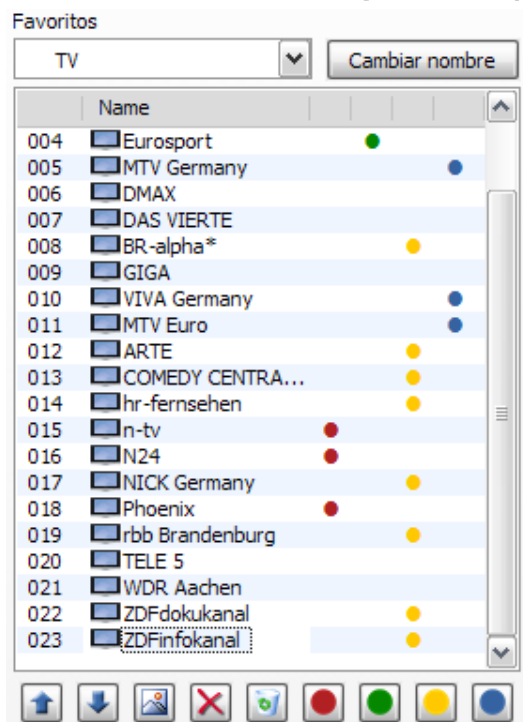 Favoritos
TV Cambiar nombre
Name
004 Eurosport
005 MTV Germany
006 DMAX
007 DAS VIERTE
008 BR-alpha*
009 GIGA
010 VIVA Germany
011 MTV Euro
012 ARTE
013 COMEDY CENTRA...
014 hr-fernsehen
015 n-tv
016 N24
017 NICK Germany
018 Phoenix
019 rbb Brandenburg
020 TELE 5
021 WDR Aachen
022 ZDFdokukanal
023 ZDFinfokanal